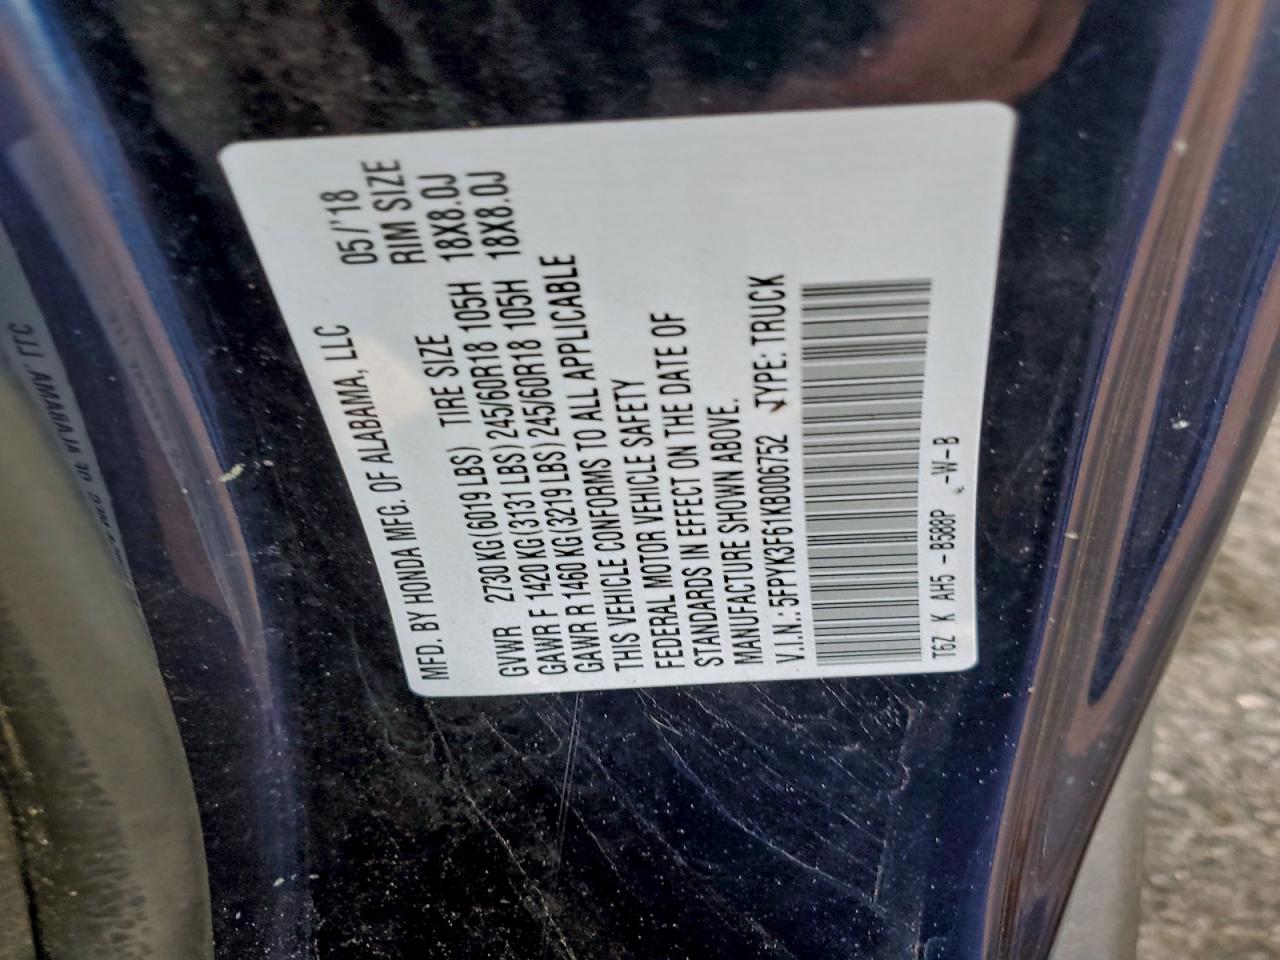 MFD. BY HONDA MFG. OF ALABAMA, LLC 05/'18
TIRE SIZE RIM SIZE
GVWR 2730 KG(6019 LBS)
GAWR F 1420 KG(3131 LBS) 245/60R18 105H 18X8.0J
GAWR R 1460 KG(3219 LBS) 245/60R18 105H 18X8.0J
THIS VEHICLE CONFORMS TO ALL APPLICABLE
FEDERAL MOTOR VEHICLE SAFETY
STANDARDS IN EFFECT ON THE DATE OF
MANUFACTURE SHOWN ABOVE.
V.I.N.: 5FPYK3F61KB006752 TYPE: TRUCK
T6Z K AH5 -B588P -W-B